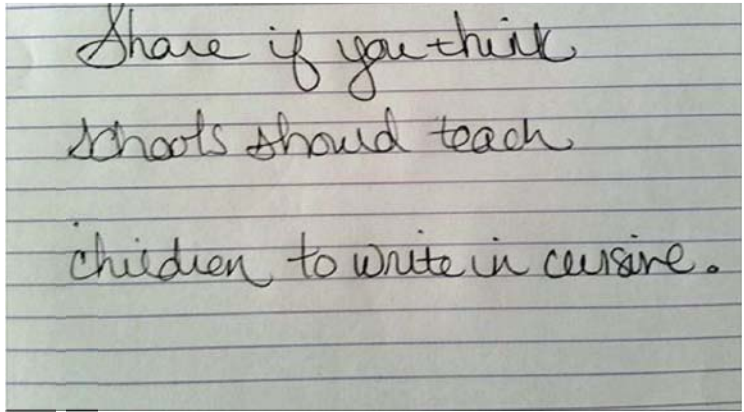 Share if you think
schools should teach
children to write in cursive.